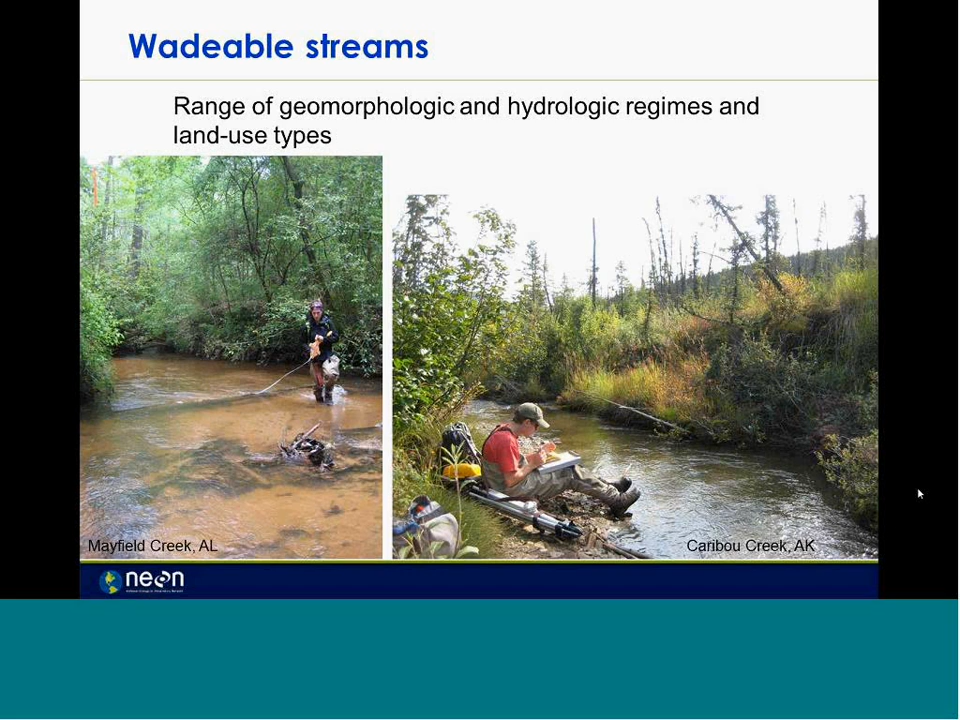 Wadeable streams
Range of geomorphologic and hydrologic regimes and
land-use types
Mayfield Creek, AL
Caribou Creek, AK
neon